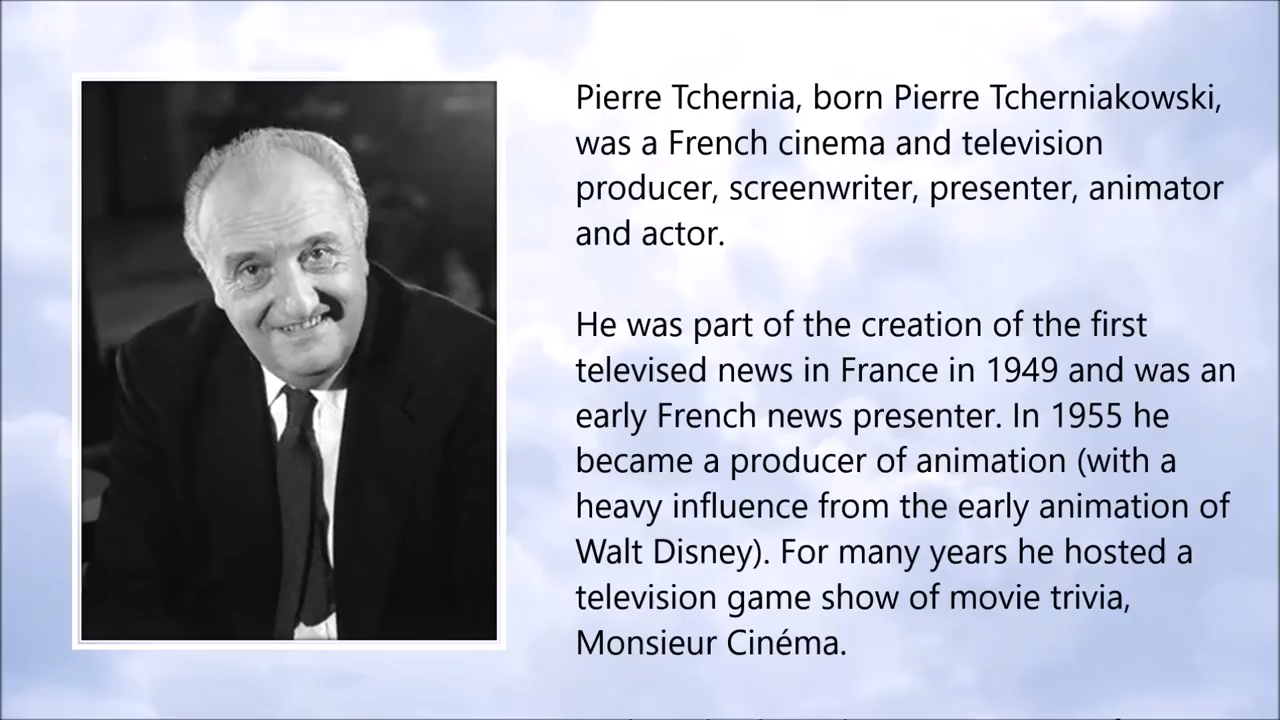 Pierre Tchernia, born Pierre Tcherniakowski,
was a French cinema and television
producer, screenwriter, presenter, animator
and actor.
He was part of the creation of the first
televised news in France in 1949 and was an
early French news presenter. In 1955 he
became a producer of animation (with a
heavy influence from the early animation of
Walt Disney). For many years he hosted a
television game show of movie trivia,
Monsieur Cinéma.